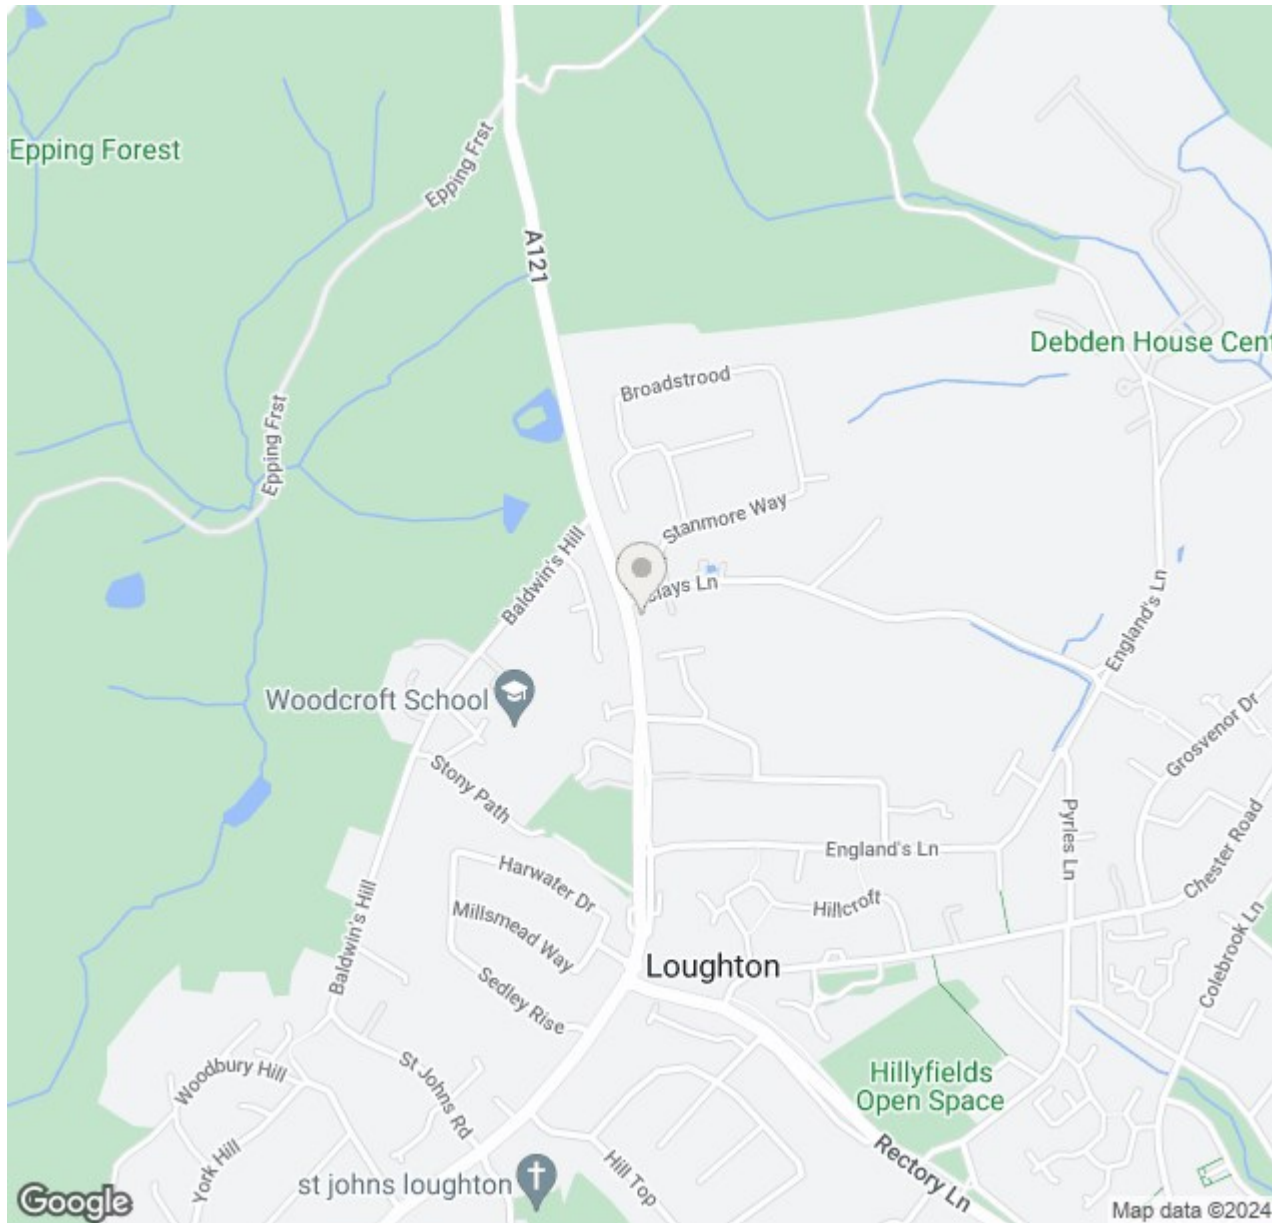 Epping Forest
Epping Frst
A121
Debden House Cent
Broadstrood
Epping Frst
Stanmore Way
Baldwin's Hill
clays Ln
England's Ln
Woodcroft School
Grosvenor Dr
Stony Path
Pyrles Ln
Chester Road
England's Ln
Harwater Dr
Hillcroft
Millsmead Way
Baldwin's Hill
Colebrook Ln
Loughton
Sedley Rise
Woodbury Hill
St Johns Rd
Hillyfields
Open Space
York Hill
Hill Top
Rectory Ln
st johns loughton
Google
Map data ©2024